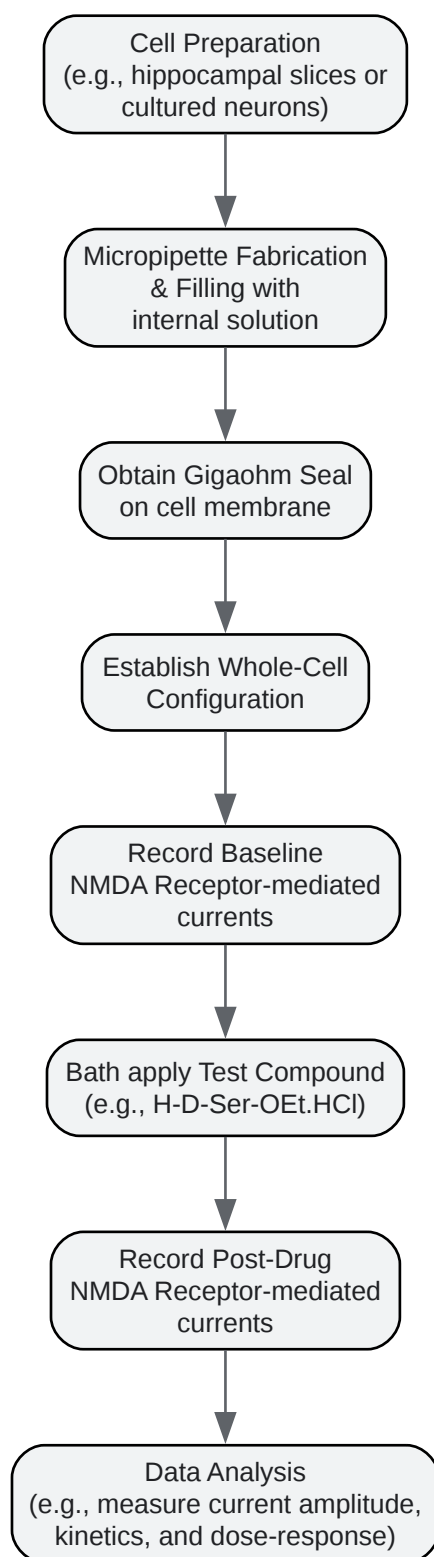 Cell Preparation
(e.g., hippocampal slices or
cultured neurons)
Micropipette Fabrication
& Filling with
internal solution
Obtain Gigaohm Seal
on cell membrane
Establish Whole-Cell
Configuration
Record Baseline
NMDA Receptor-mediated
currents
Bath apply Test Compound
(e.g., H-D-Ser-OEt.HCl)
Record Post-Drug
NMDA Receptor-mediated
currents
Data Analysis
(e.g., measure current amplitude,
kinetics, and dose-response)